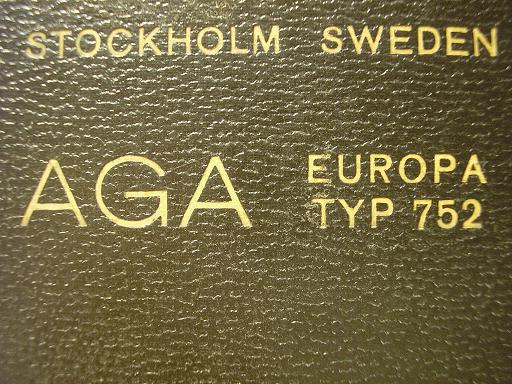 STOCKHOLM SWEDEN
AGA
EUROPA
TYP 752